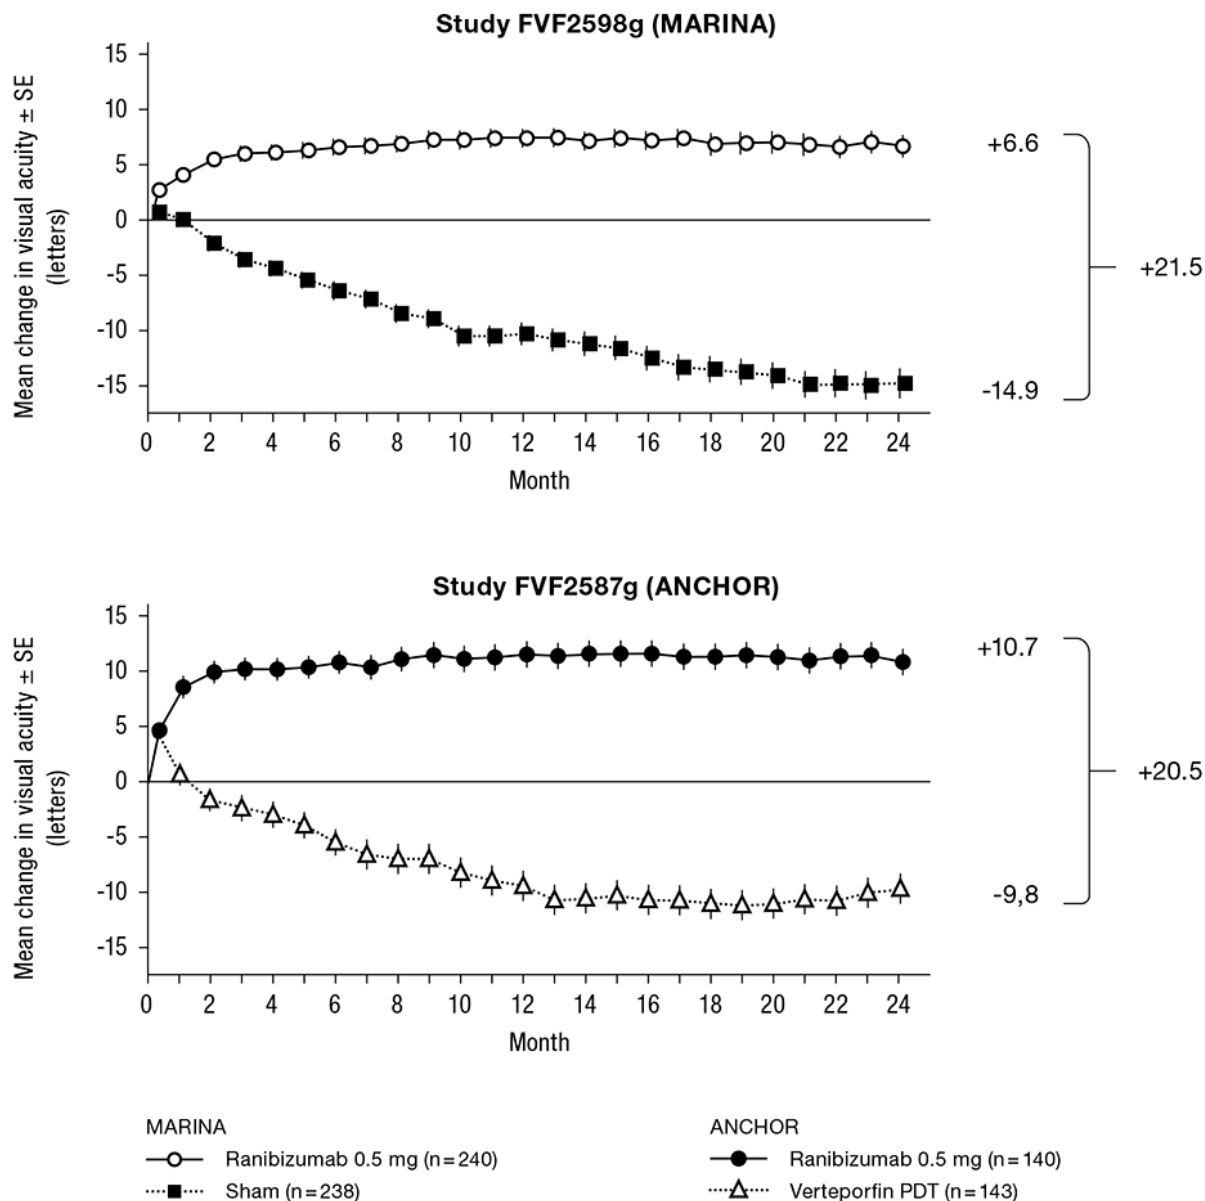 Study FVF2598g (MARINA)
Mean change in visual acuity ± SE
(letters)
15
10
5
0
-5
-10
-15
0 2 4 6 8 10 12 14 16 18 20 22 24
Month
+6.6
+21.5
-14.9
Study FVF2587g (ANCHOR)
Mean change in visual acuity ± SE
(letters)
15
10
5
0
-5
-10
-15
0 2 4 6 8 10 12 14 16 18 20 22 24
Month
+10.7
+20.5
-9,8
MARINA
Ranibizumab 0.5 mg (n=240)
Sham (n=238)
ANCHOR
Ranibizumab 0.5 mg (n=140)
Verteporfin PDT (n=143)